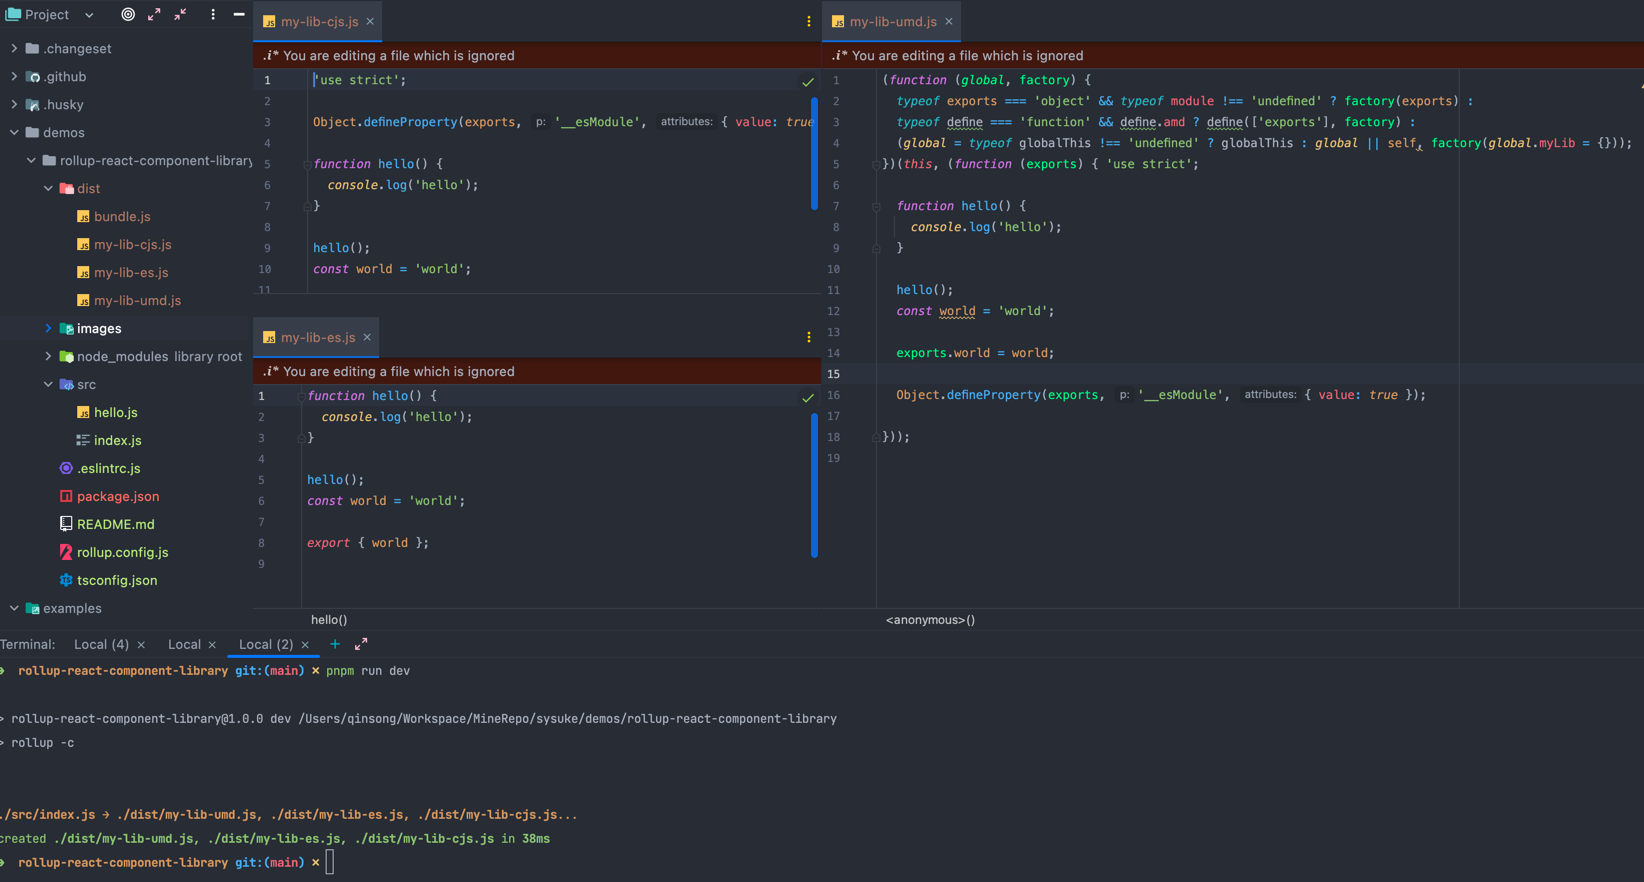 Project
.changeset
.github
.husky
demos
rollup-react-component-library
dist
bundle.js
my-lib-cjs.js
my-lib-es.js
my-lib-umd.js
images
node_modules library root
src
hello.js
index.js
.eslintrc.js
package.json
README.md
rollup.config.js
tsconfig.json
examples
my-lib-cjs.js ×
.i* You are editing a file which is ignored
1 'use strict';
2
3 Object.defineProperty(exports, p: '__esModule', attributes: { value: true
4
5 function hello() {
6 console.log('hello');
7 }
8
9 hello();
10 const world = 'world';
11
my-lib-es.js ×
.i* You are editing a file which is ignored
1 function hello() {
2 console.log('hello');
3 }
4
5 hello();
6 const world = 'world';
7
8 export { world };
9
hello()
my-lib-umd.js ×
.i* You are editing a file which is ignored
1 (function (global, factory) {
2 typeof exports === 'object' && typeof module !== 'undefined' ? factory(exports) :
3 typeof define === 'function' && define.amd ? define(['exports'], factory) :
4 (global = typeof globalThis !== 'undefined' ? globalThis : global || self, factory(global.myLib = {}));
5 })(this, (function (exports) { 'use strict';
6
7 function hello() {
8 console.log('hello');
9 }
10
11 hello();
12 const world = 'world';
13
14 exports.world = world;
15
16 Object.defineProperty(exports, p: '__esModule', attributes: { value: true });
17
18 }));
19
<anonymous>()
Terminal: Local (4) × Local × Local (2) × +
rollup-react-component-library git:(main) × pnpm run dev
> rollup-react-component-library@1.0.0 dev /Users/qinsong/Workspace/MineRepo/sysuke/demos/rollup-react-component-library
> rollup -c
./src/index.js → ./dist/my-lib-umd.js, ./dist/my-lib-es.js, ./dist/my-lib-cjs.js...
created ./dist/my-lib-umd.js, ./dist/my-lib-es.js, ./dist/my-lib-cjs.js in 38ms
rollup-react-component-library git:(main) ×